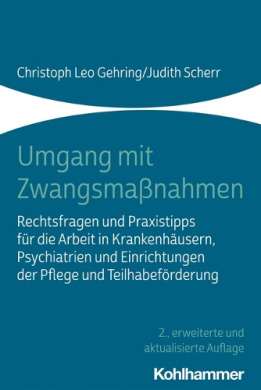 Christoph Leo Gehring/Judith Scherr
Umgang mit
Zwangsmaßnahmen
Rechtsfragen und Praxistipps
für die Arbeit in Krankenhäusern,
Psychiatrien und Einrichtungen
der Pflege und Teilhabeförderung
2., erweiterte und
aktualisierte Auflage
Kohlhammer